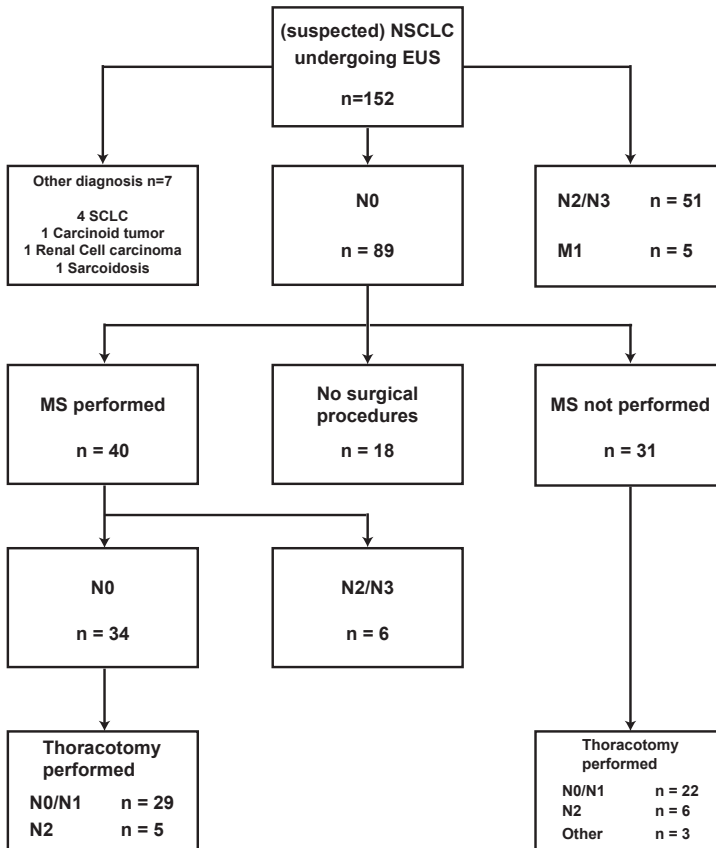 (suspected) NSCLC
undergoing EUS
n=152
Other diagnosis n=7
4 SCLC
1 Carcinoid tumor
1 Renal Cell carcinoma
1 Sarcoidosis
N0
n = 89
N2/N3 n = 51
M1 n = 5
MS performed
n = 40
No surgical
procedures
n = 18
MS not performed
n = 31
N0
n = 34
N2/N3
n = 6
Thoracotomy
performed
N0/N1 n = 29
N2 n = 5
Thoracotomy
performed
N0/N1 n = 22
N2 n = 6
Other n = 3